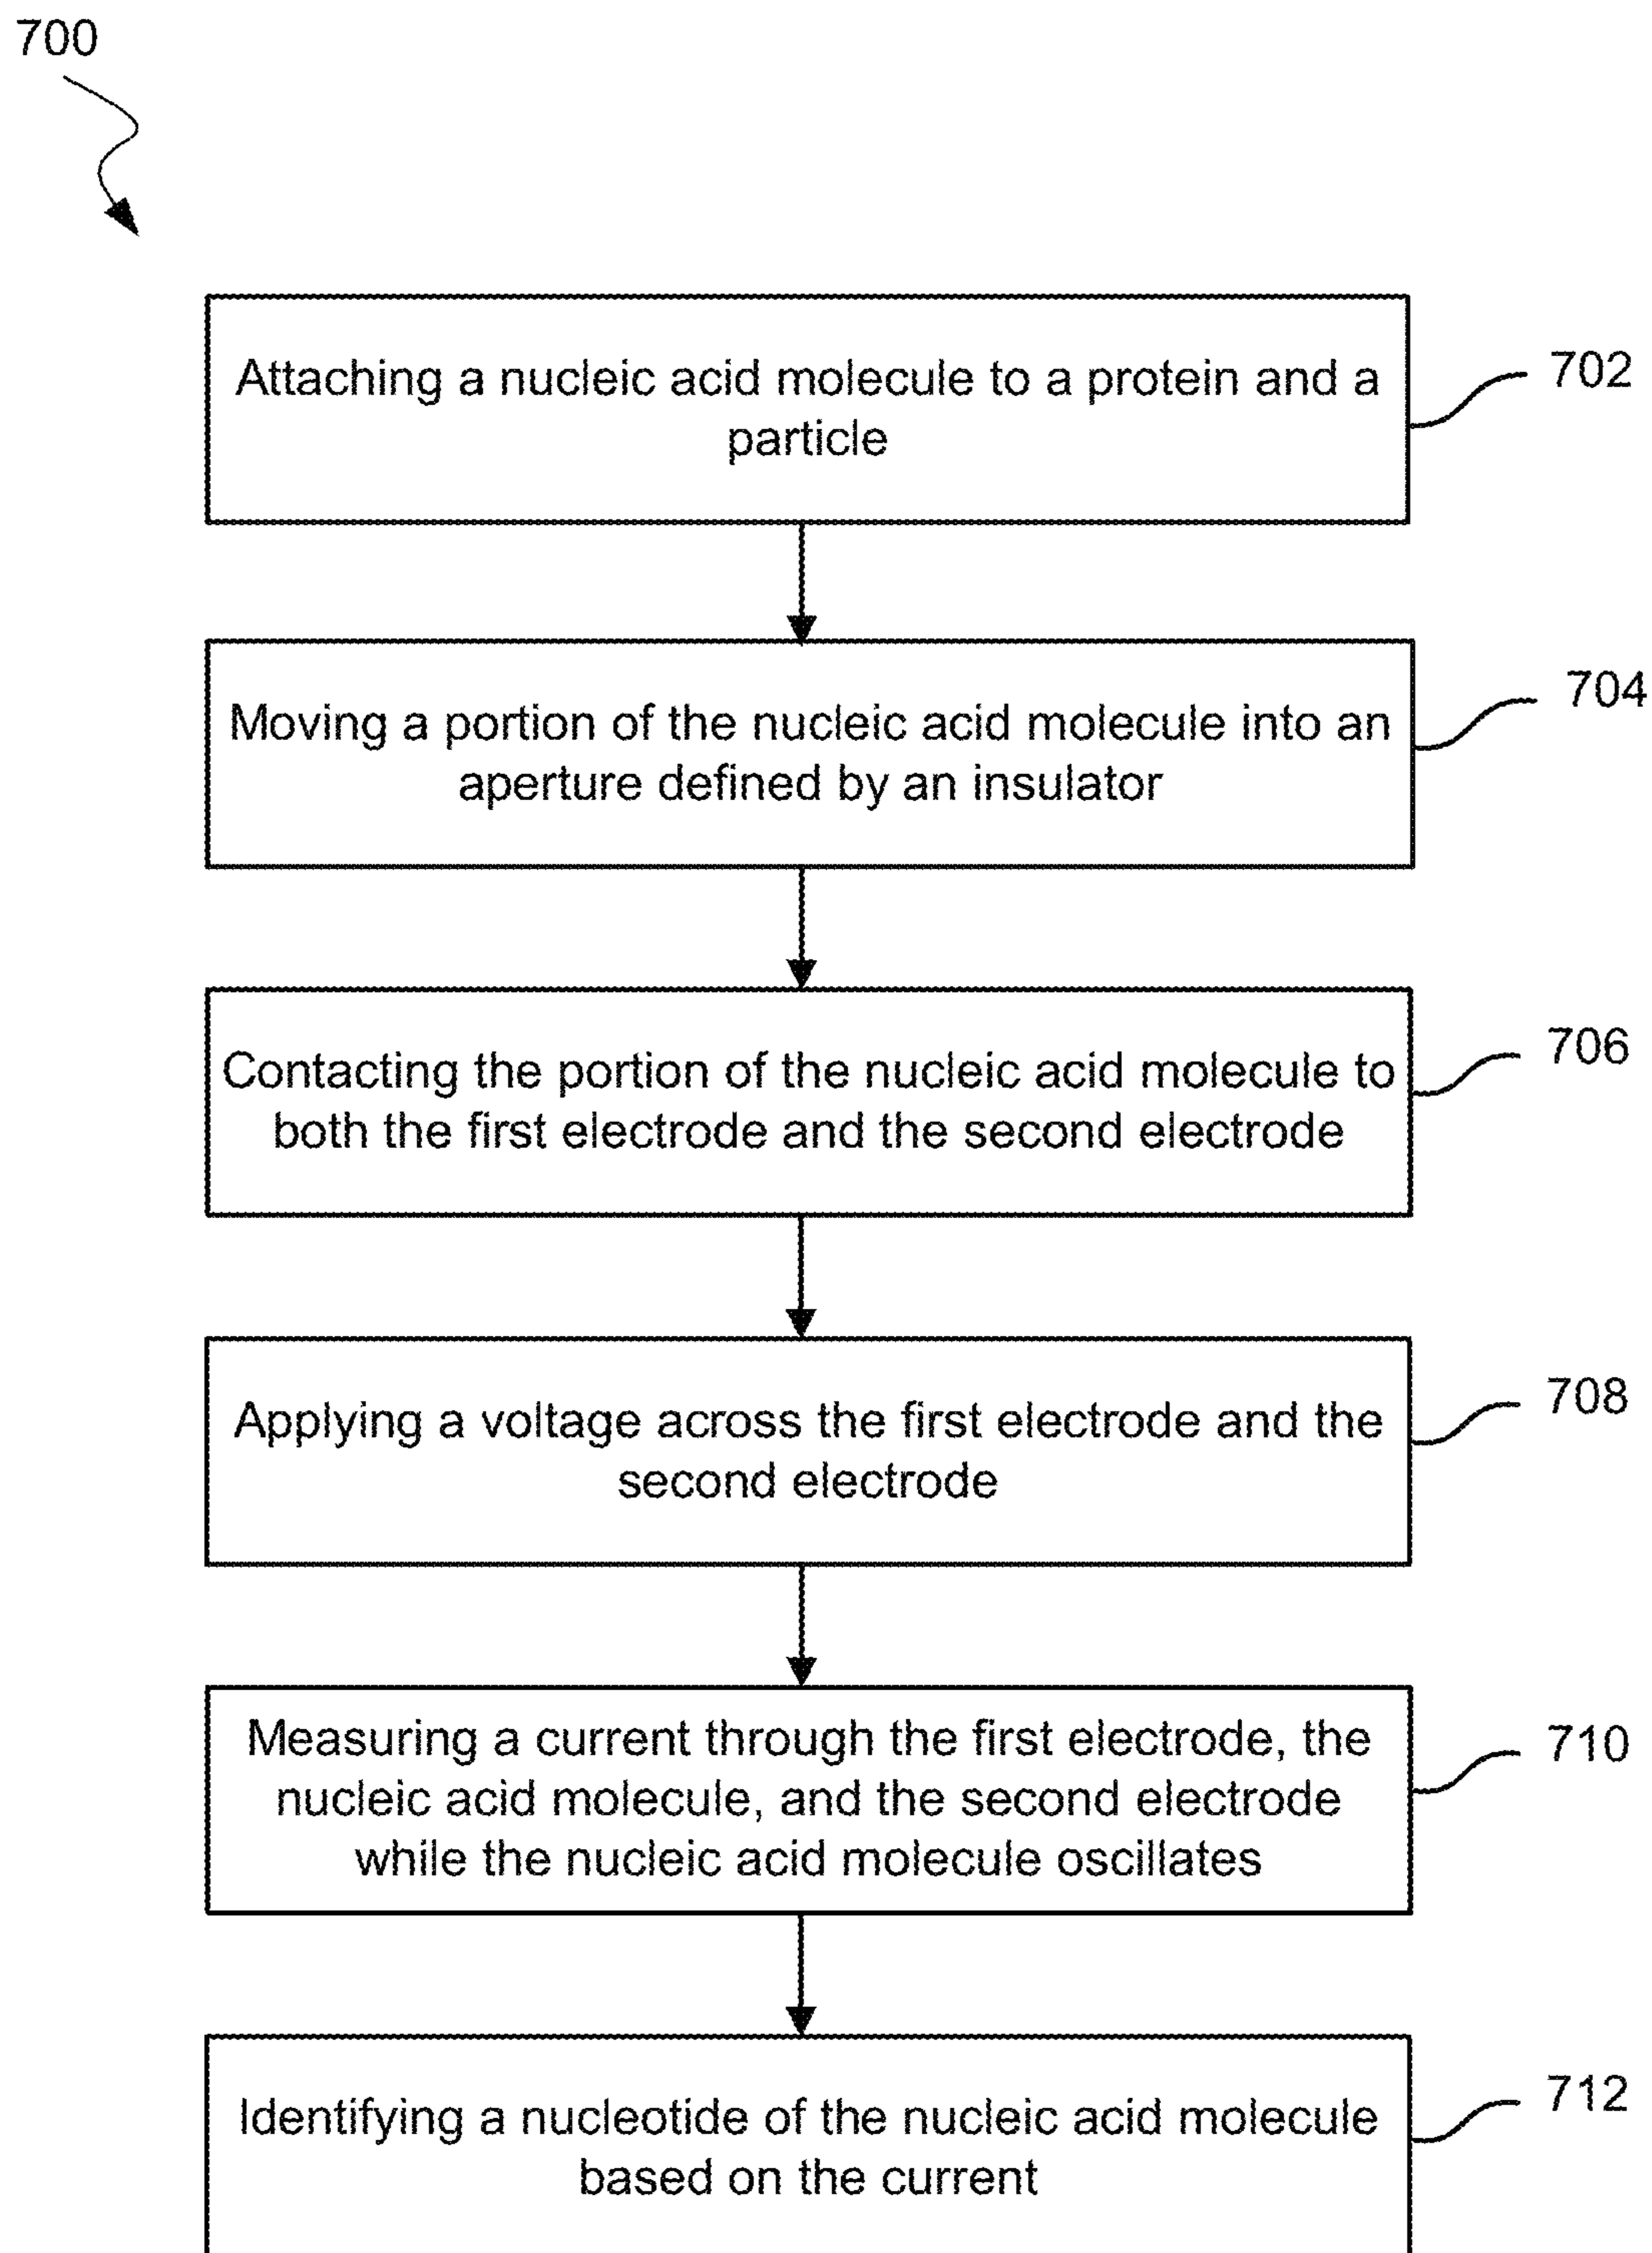 700
Attaching a nucleic acid molecule to a protein and a
particle
702
Moving a portion of the nucleic acid molecule into an
aperture defined by an insulator
704
Contacting the portion of the nucleic acid molecule to
both the first electrode and the second electrode
706
Applying a voltage across the first electrode and the
second electrode
708
Measuring a current through the first electrode, the
nucleic acid molecule, and the second electrode
while the nucleic acid molecule oscillates
710
Identifying a nucleotide of the nucleic acid molecule
based on the current
712